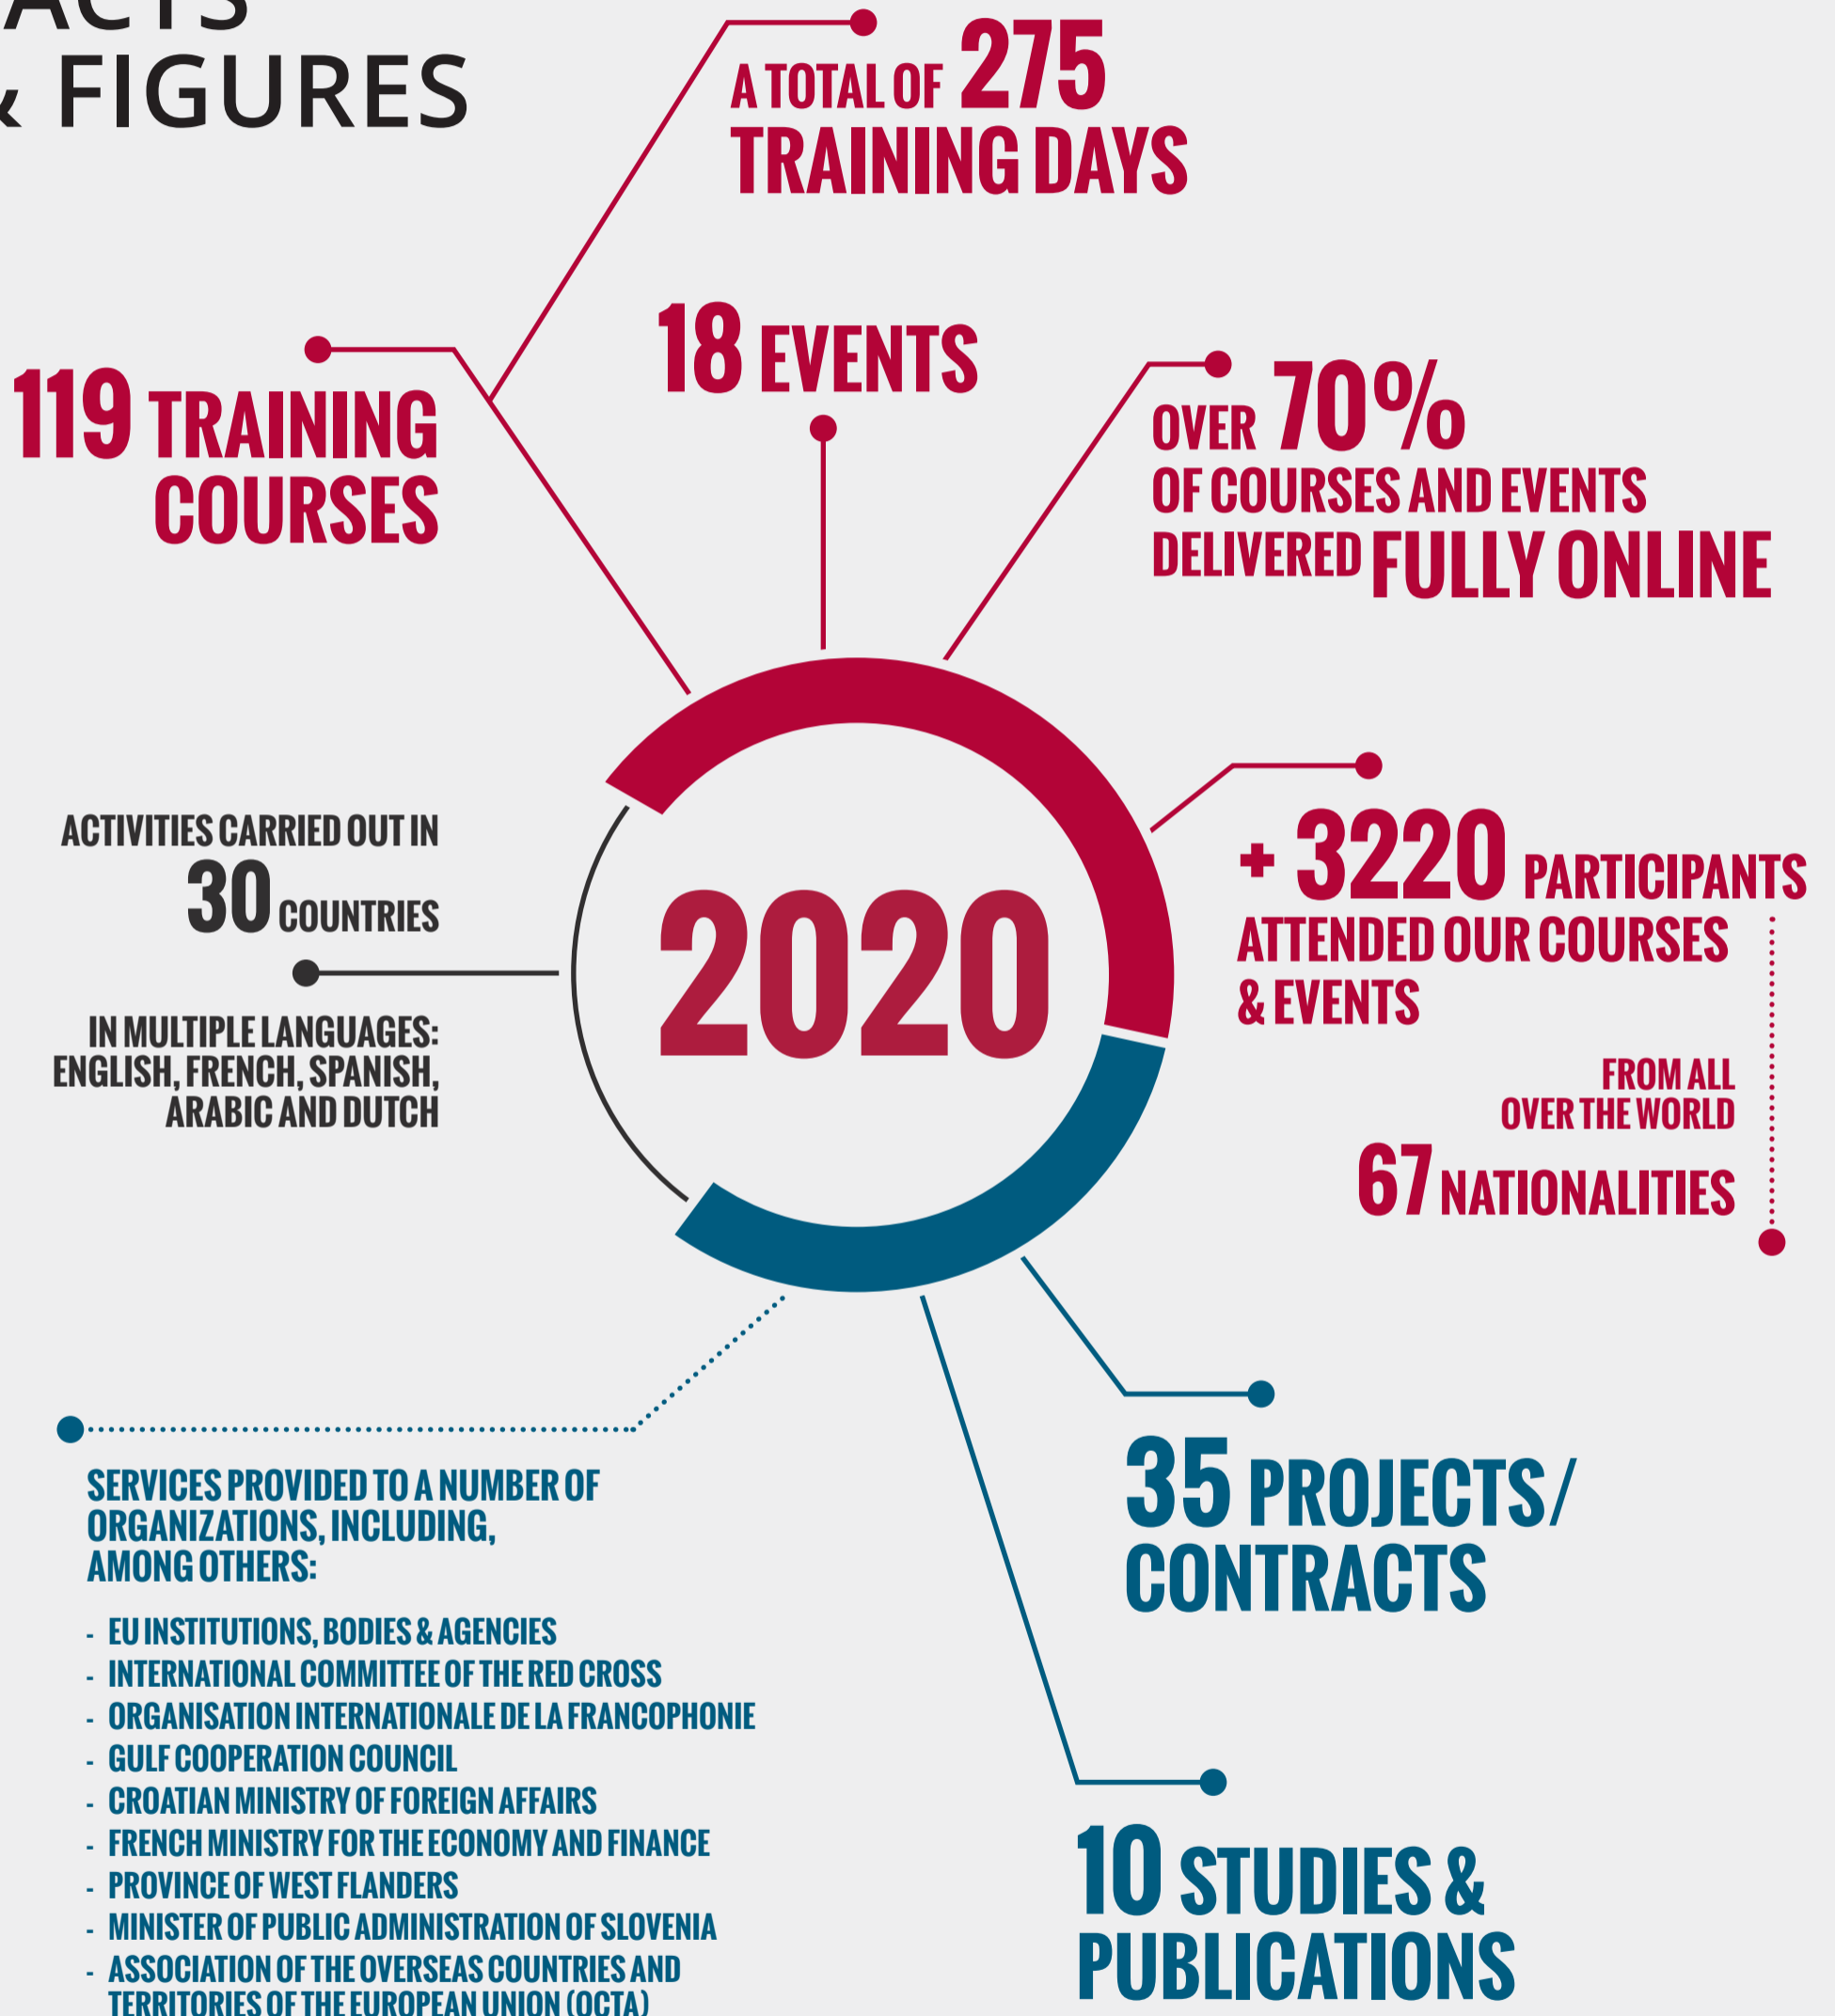 ACTS
& FIGURES
A TOTAL OF 275
TRAINING DAYS
18 EVENTS
119 TRAINING
COURSES
OVER 70%
OF COURSES AND EVENTS
DELIVERED FULLY ONLINE
ACTIVITIES CARRIED OUT IN
30 COUNTRIES
IN MULTIPLE LANGUAGES:
ENGLISH, FRENCH, SPANISH,
ARABIC AND DUTCH
2020
+ 3220 PARTICIPANTS
ATTENDED OUR COURSES
& EVENTS
FROM ALL
OVER THE WORLD
67 NATIONALITIES
SERVICES PROVIDED TO A NUMBER OF
ORGANIZATIONS, INCLUDING,
AMONG OTHERS:
- EU INSTITUTIONS, BODIES & AGENCIES
- INTERNATIONAL COMMITTEE OF THE RED CROSS
- ORGANISATION INTERNATIONALE DE LA FRANCOPHONIE
- GULF COOPERATION COUNCIL
- CROATIAN MINISTRY OF FOREIGN AFFAIRS
- FRENCH MINISTRY FOR THE ECONOMY AND FINANCE
- PROVINCE OF WEST FLANDERS
- MINISTER OF PUBLIC ADMINISTRATION OF SLOVENIA
- ASSOCIATION OF THE OVERSEAS COUNTRIES AND
TERRITORIES OF THE EUROPEAN UNION (OCTA)
35 PROJECTS/
CONTRACTS
10 STUDIES &
PUBLICATIONS